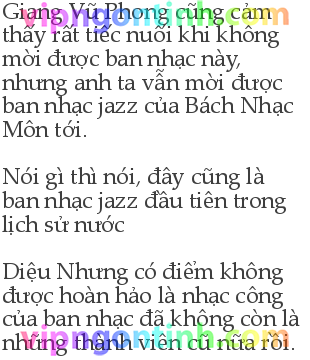 Giang Vũ Phong cũng cảm
thấy rất tiếc nuối khi không
mời được ban nhạc này,
nhưng anh ta vẫn mời được
ban nhạc jazz của Bách Nhạc
Môn tới.
Nói gì thì nói, đây cũng là
ban nhạc jazz đầu tiên trong
lịch sử nước
Diệu Nhưng có điểm không
được hoàn hảo là nhạc công
của ban nhạc đã không còn là
những thành viên cũ nữa rồi.
vipngontinh.com
vipngontinh.com
vipngontinh.com